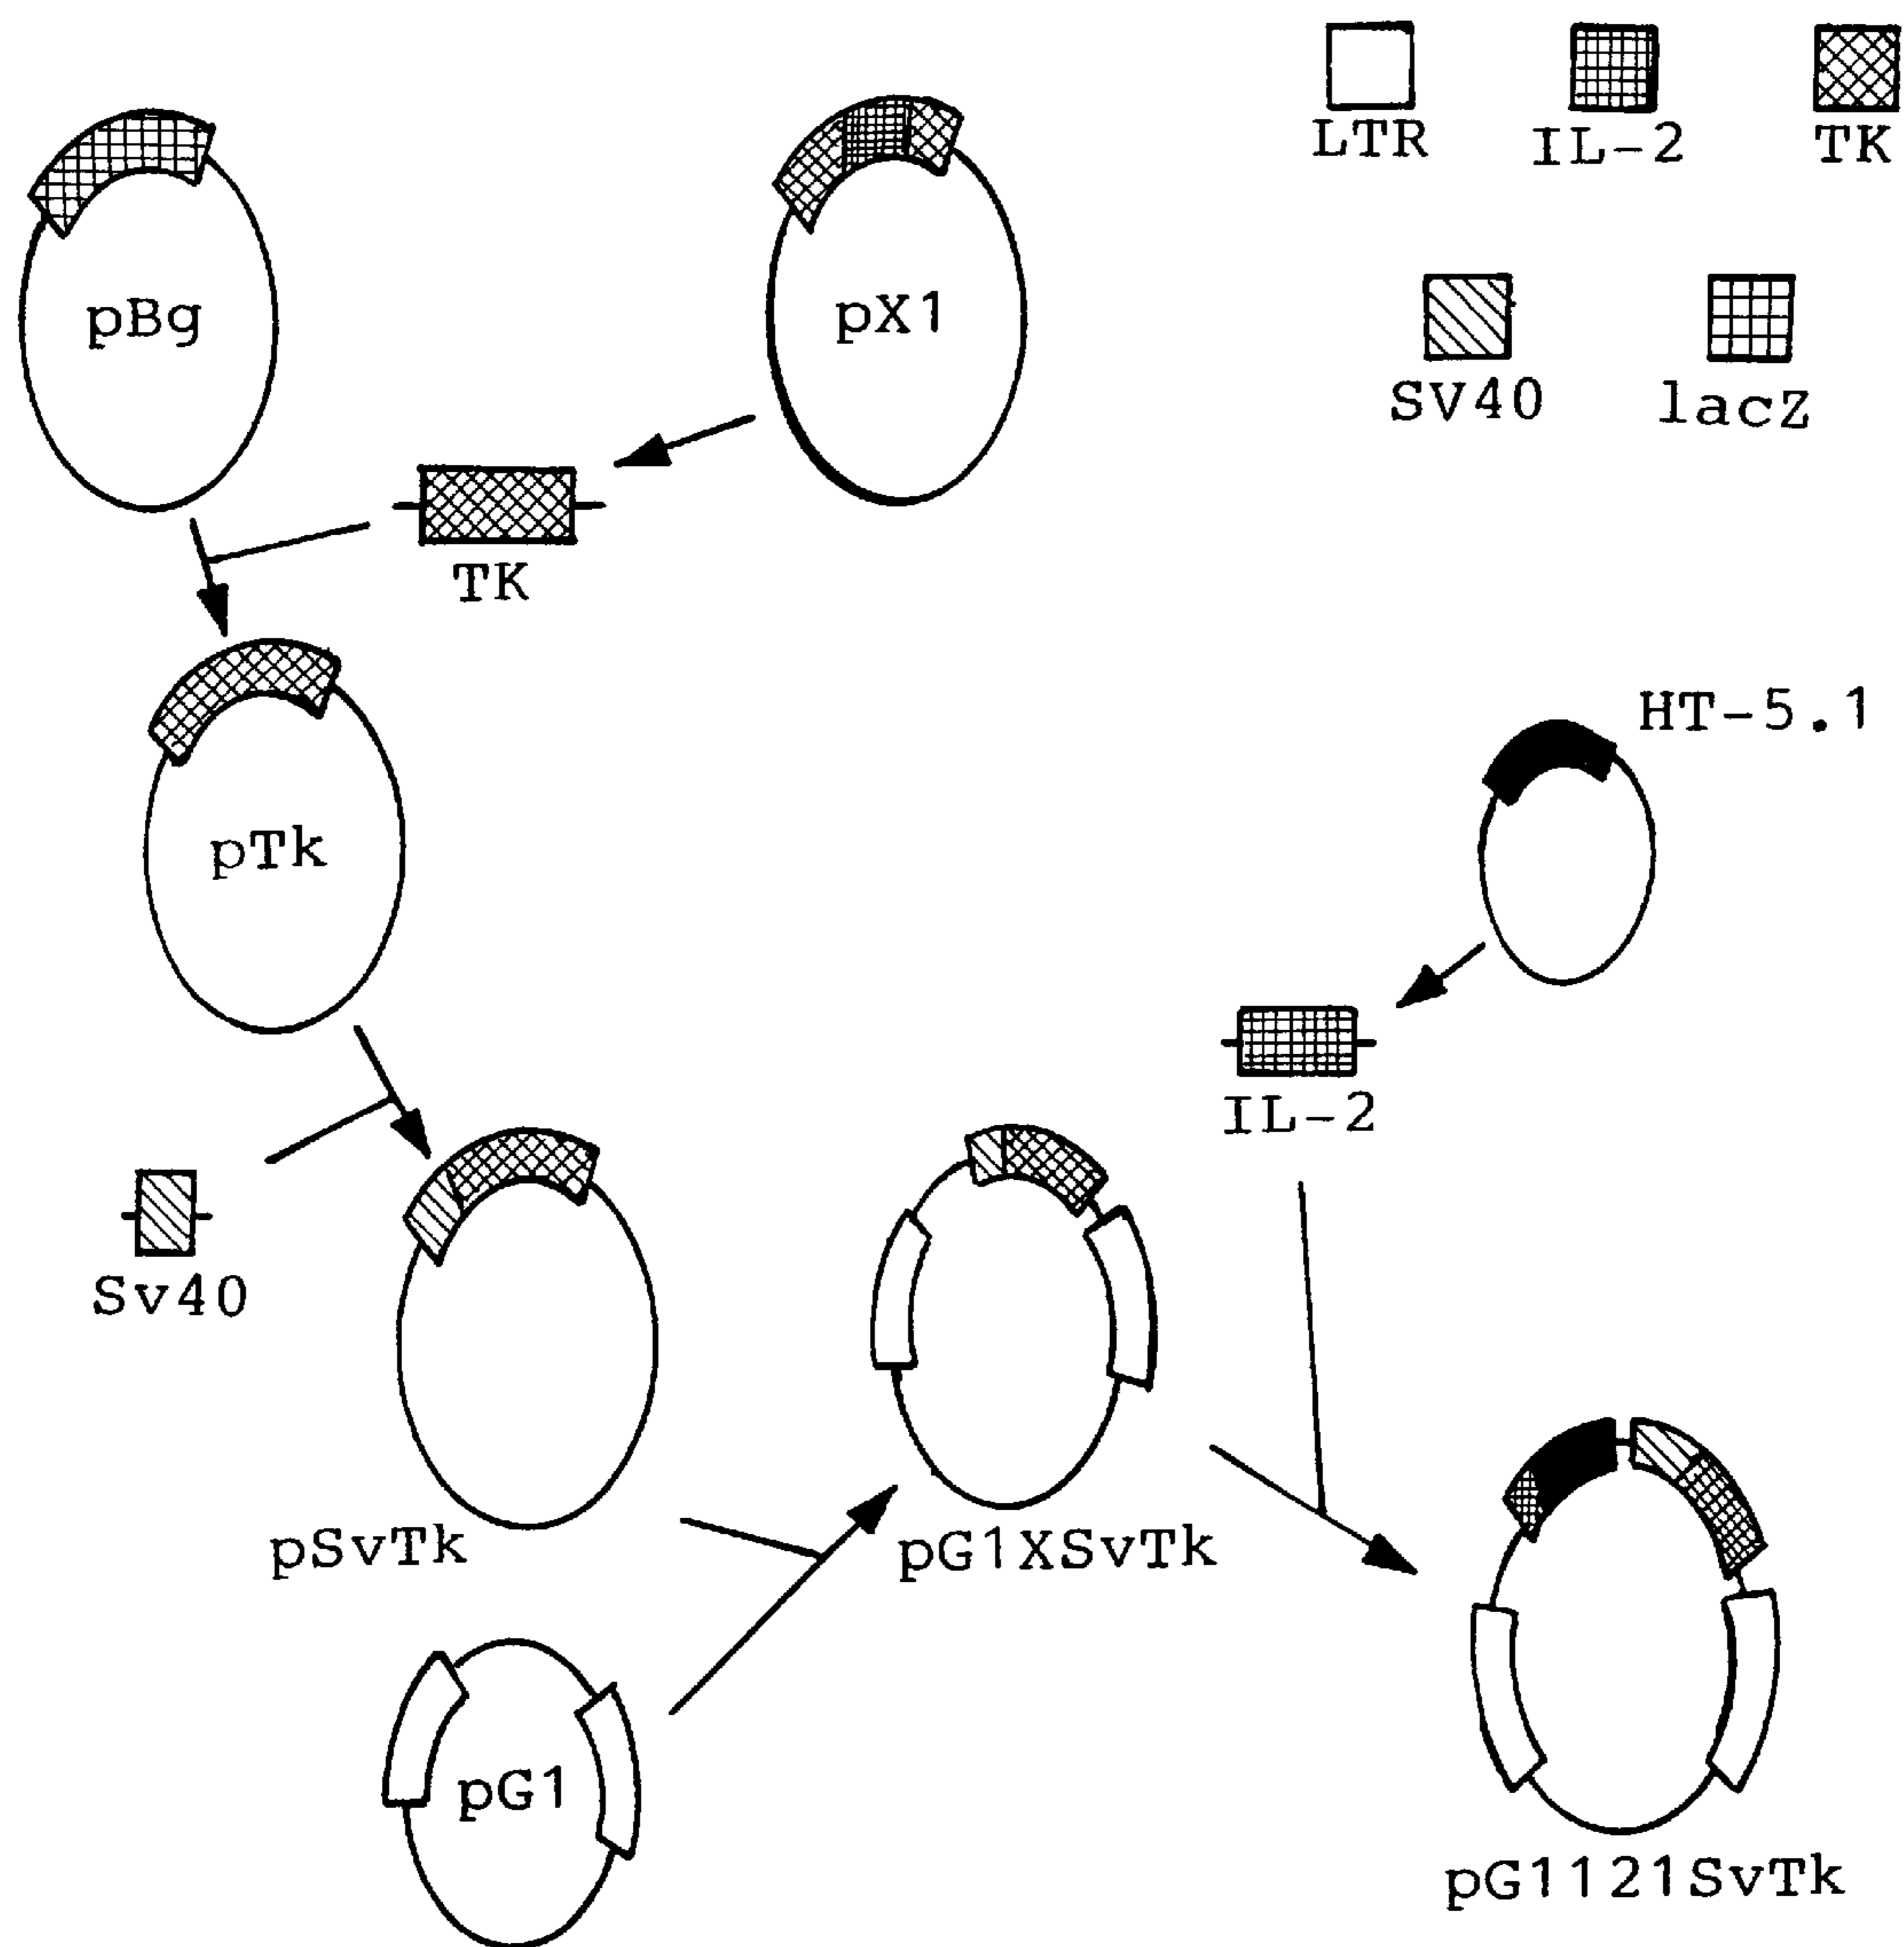 LTR
IL-2
TK
pBg
pX1
SV40
lacZ
TK
HT-5.1
pTk
IL-2
Sv40
pSvTk
pG1XSvTk
pG1
pG1121SvTk